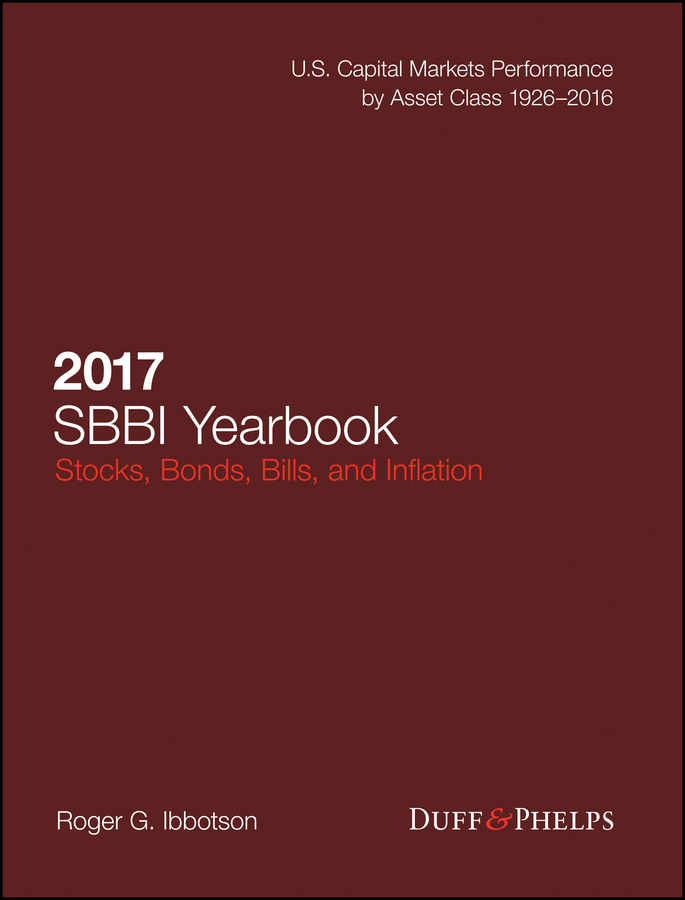 U.S. Capital Markets Performance
by Asset Class 1926–2016
2017
SBBI Yearbook
Stocks, Bonds, Bills, and Inflation
Roger G. Ibbotson
DUFF & PHELPS